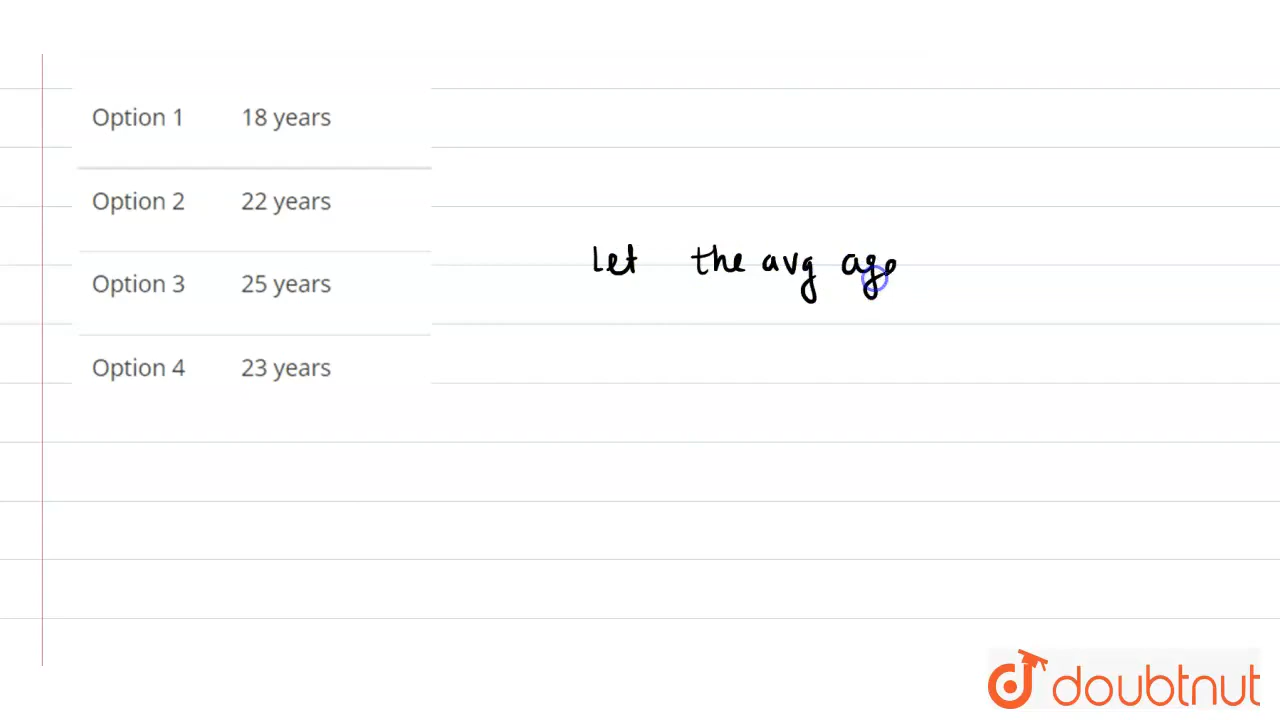 Option 1 18 years
Option 2 22 years
let the avg age
Option 3 25 years
Option 4 23 years
doubtnut